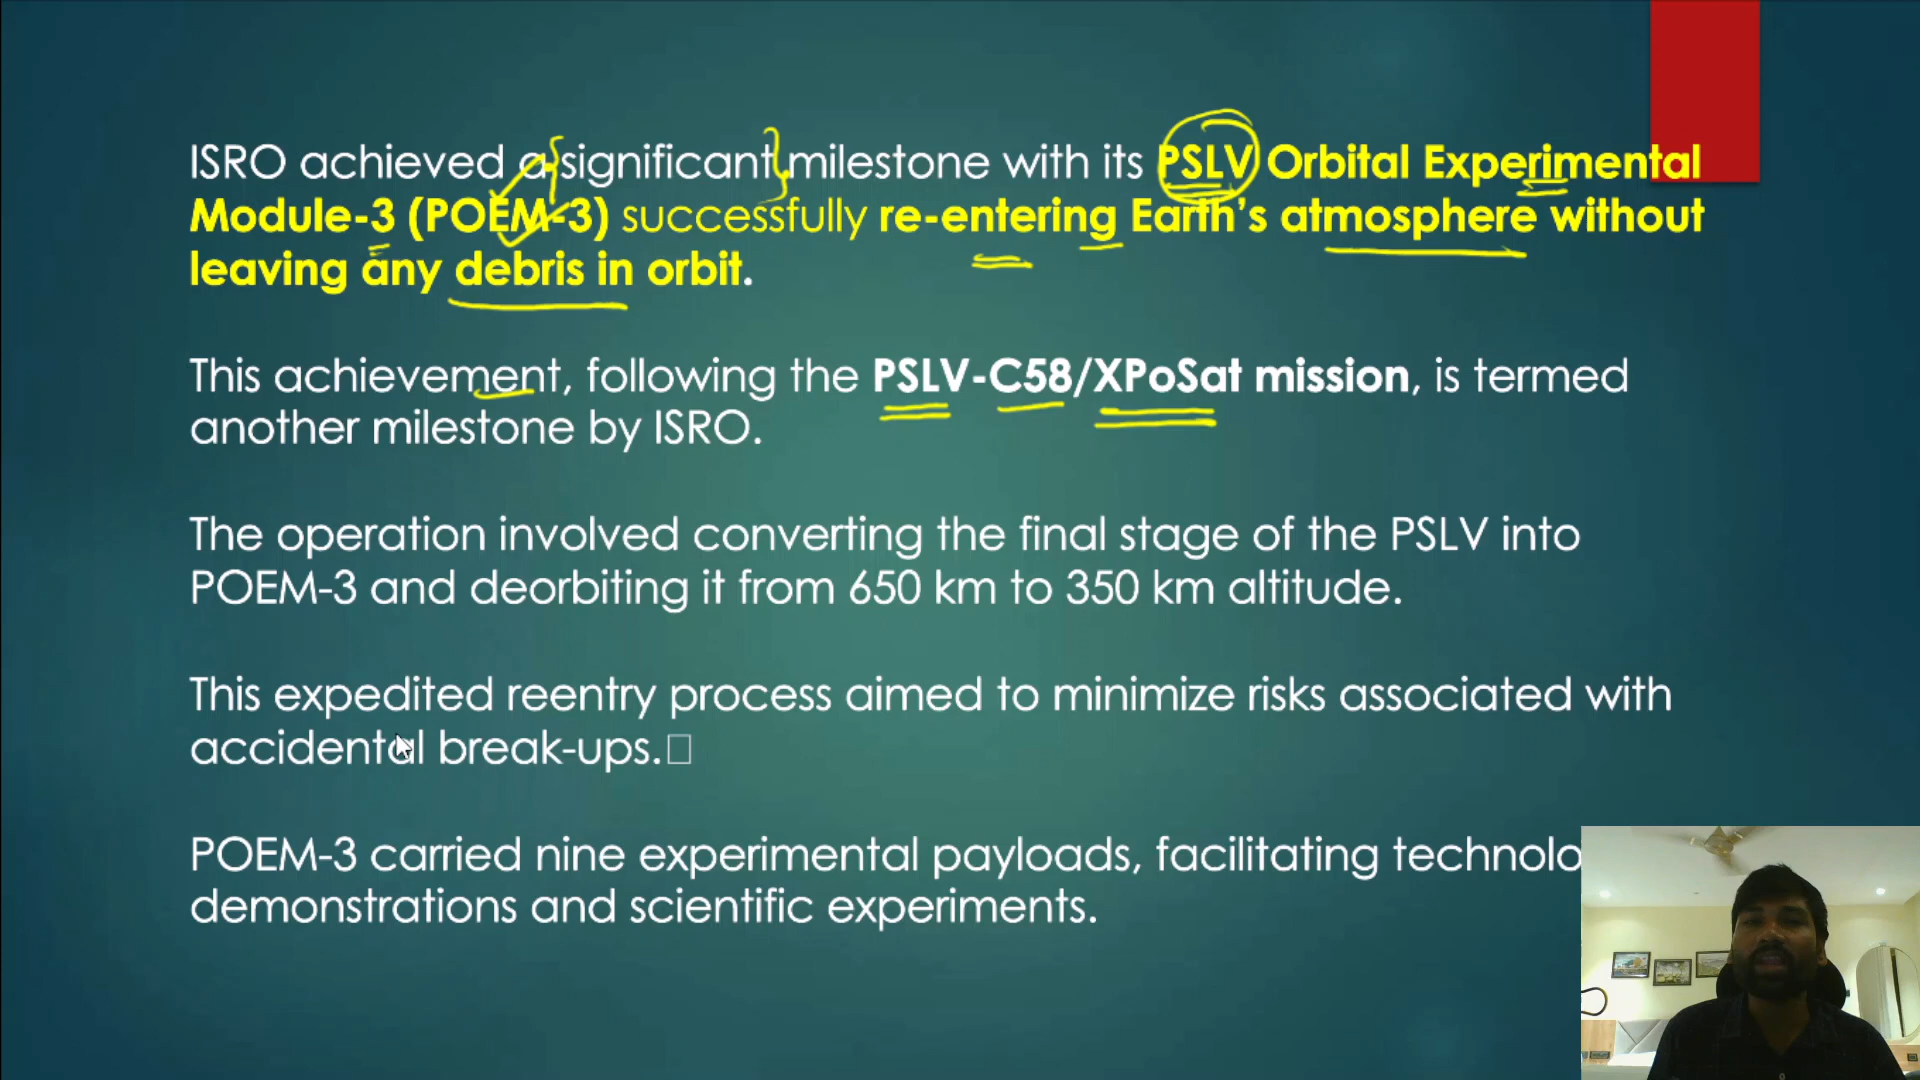 ISRO achieved a significant milestone with its PSLV Orbital Experimental
Module-3 (POEM-3) successfully re-entering Earth's atmosphere without
leaving any debris in orbit.
This achievement, following the PSLV-C58/XPoSat mission, is termed
another milestone by ISRO.
The operation involved converting the final stage of the PSLV into
POEM-3 and deorbiting it from 650 km to 350 km altitude.
This expedited reentry process aimed to minimize risks associated with
accidental break-ups.
POEM-3 carried nine experimental payloads, facilitating technolo
demonstrations and scientific experiments.